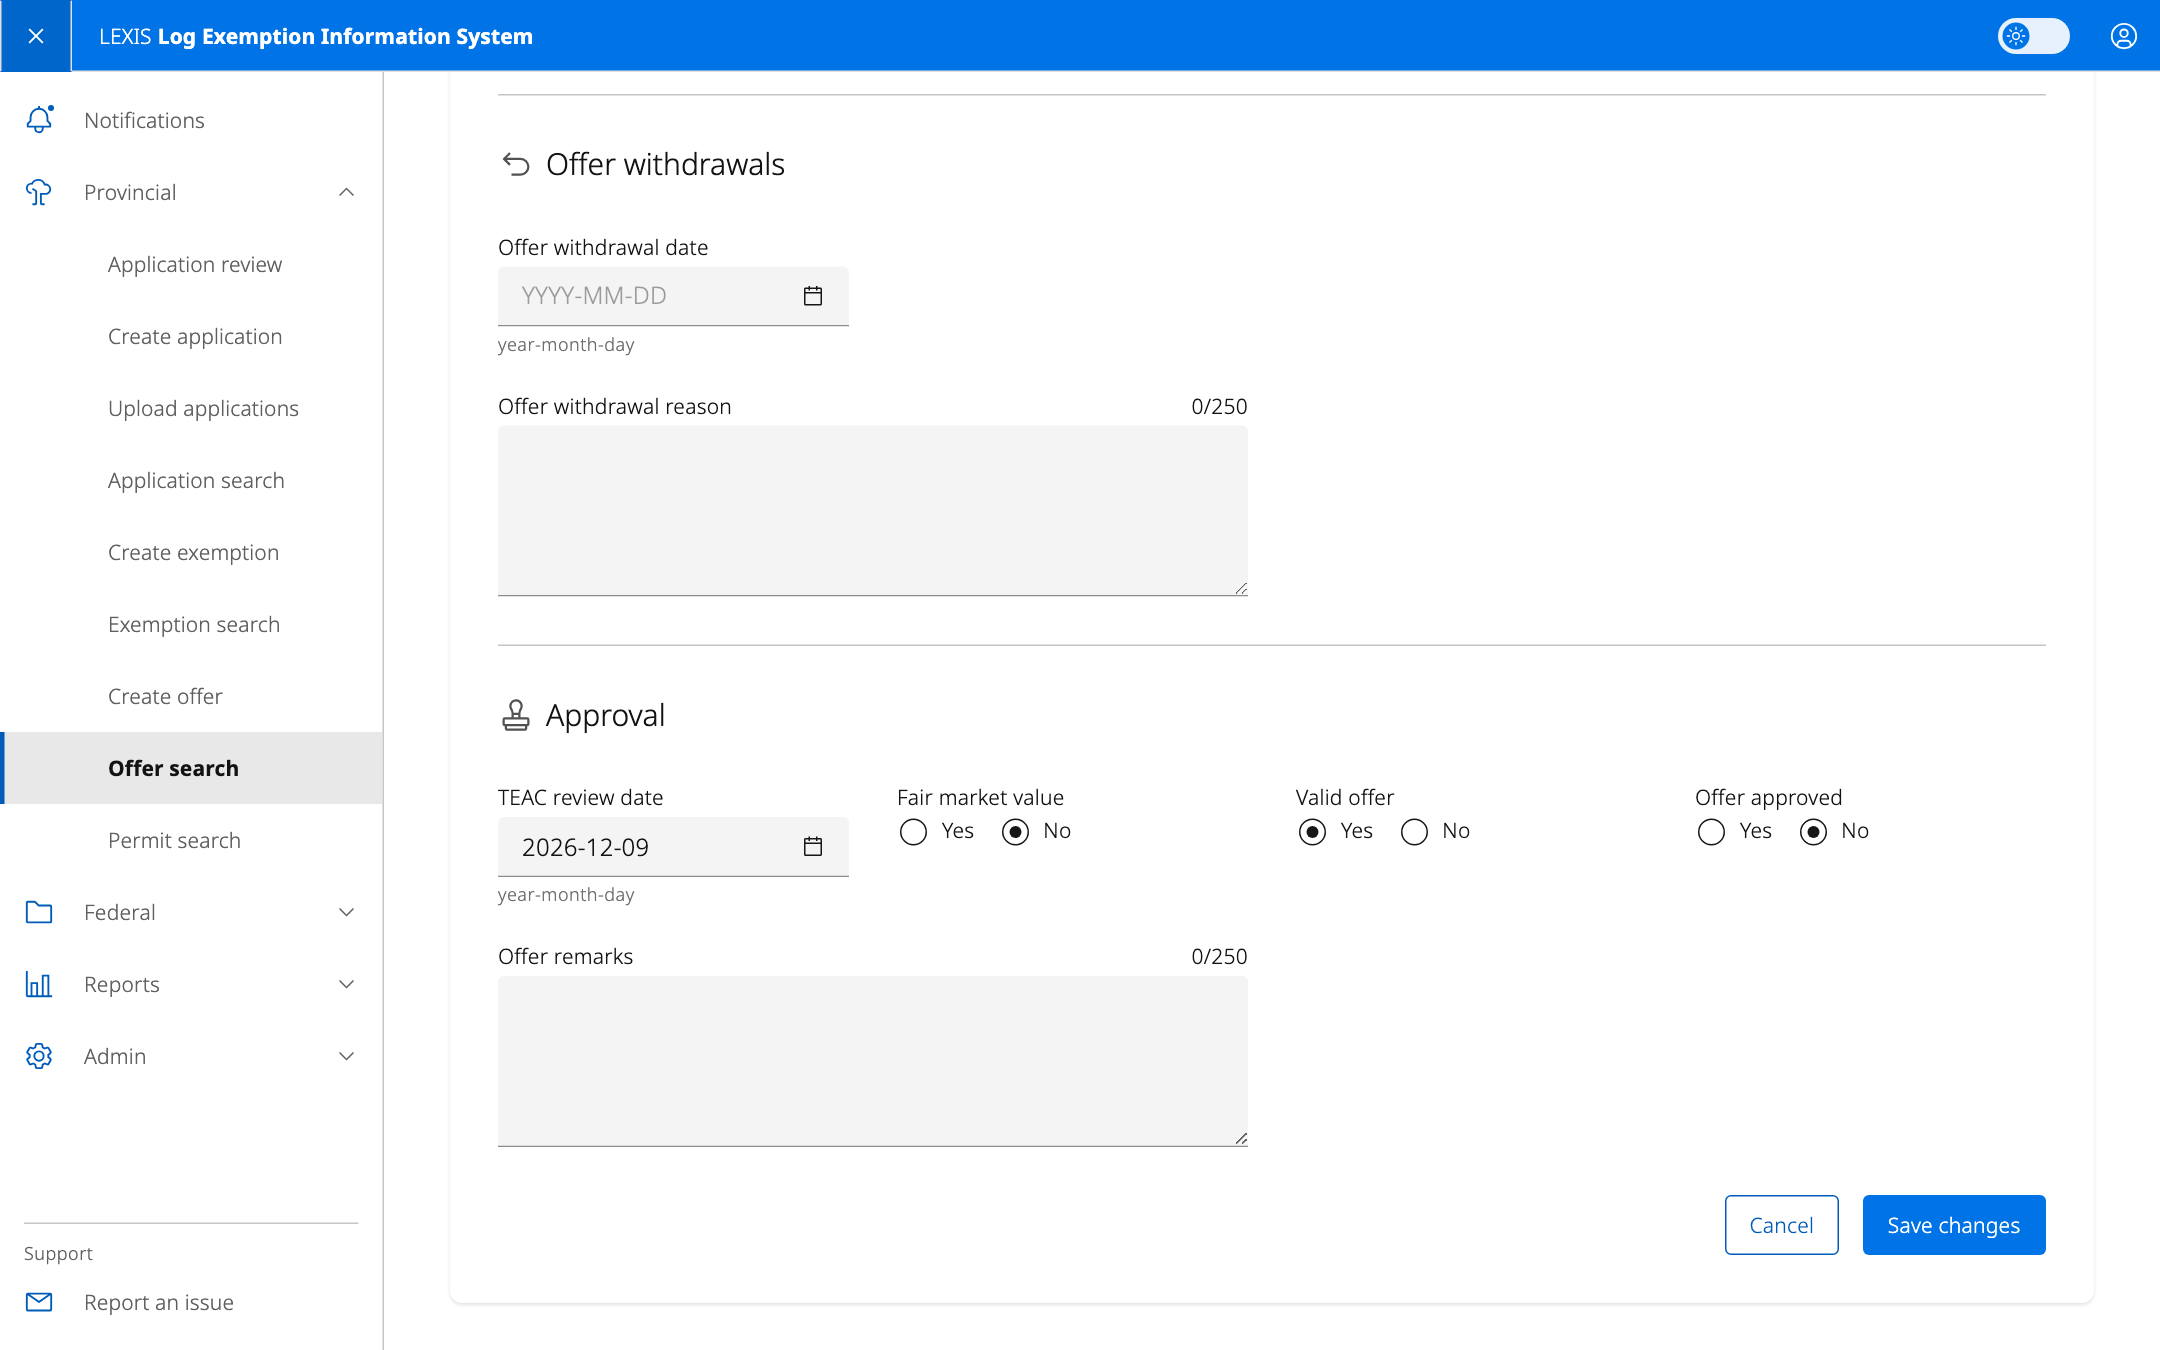 LEXIS Log Exemption Information System
Notifications
Provincial
Application review
Create application
Upload applications
Application search
Create exemption
Exemption search
Create offer
Offer search
Permit search
Federal
Reports
Admin
Support
Report an issue
Offer withdrawals
Offer withdrawal date
YYYY-MM-DD
year-month-day
Offer withdrawal reason 0/250
Approval
TEAC review date
2026-12-09
year-month-day
Fair market value
Yes No
Valid offer
Yes No
Offer approved
Yes No
Offer remarks 0/250
Cancel Save changes